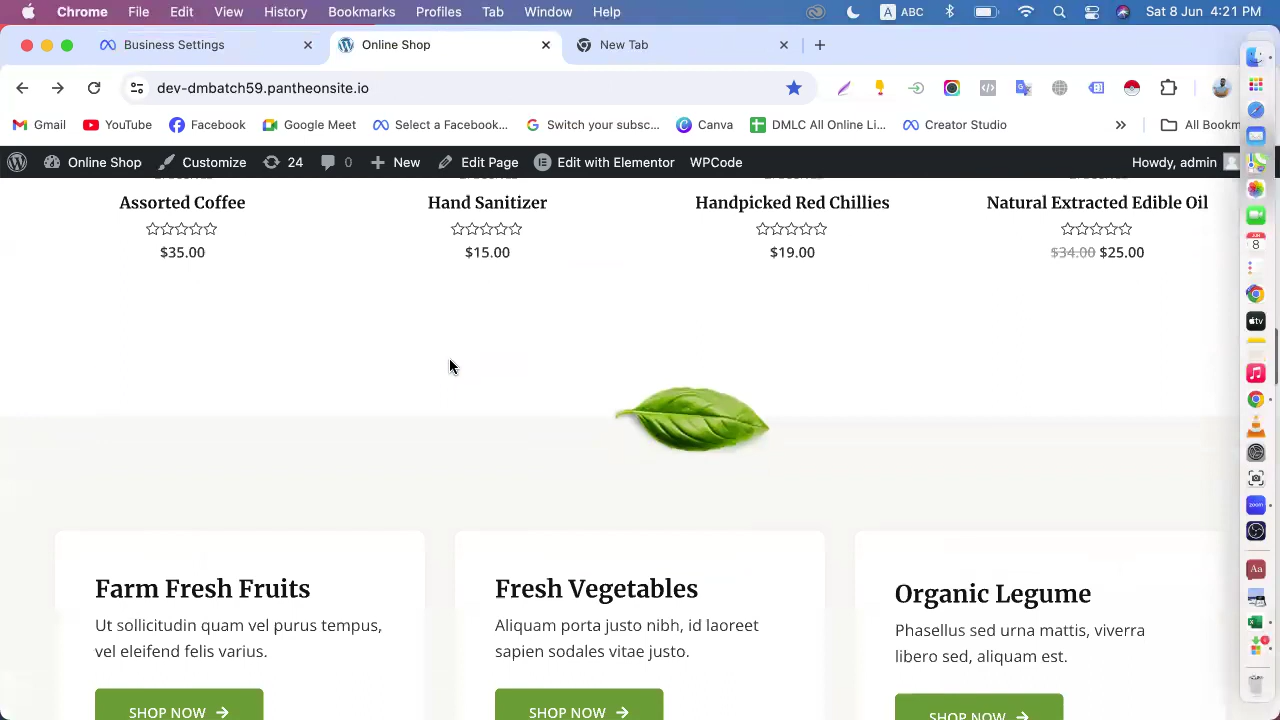 Chrome File Edit View History Bookmarks Profiles Tab Window Help A ABC Sat 8 Jun 4:21 PM
Business Settings Online Shop New Tab
dev-dmbatch59.pantheonsite.io
Gmail YouTube Facebook Google Meet Select a Facebook... Switch your subsc... Canva DMLC All Online Li... Creator Studio » All Bookm
Online Shop Customize 24 0 New Edit Page Edit with Elementor WPCode Howdy, admin
Assorted Coffee Hand Sanitizer Handpicked Red Chillies Natural Extracted Edible Oil
$35.00 $15.00 $19.00 $34.00 $25.00
Farm Fresh Fruits Fresh Vegetables Organic Legume
Ut sollicitudin quam vel purus tempus, Aliquam porta justo nibh, id laoreet Phasellus sed urna mattis, viverra
vel eleifend felis varius. sapien sodales vitae justo. libero sed, aliquam est.
SHOP NOW SHOP NOW SHOP NOW
JUN
8
tv
zoom
Aa